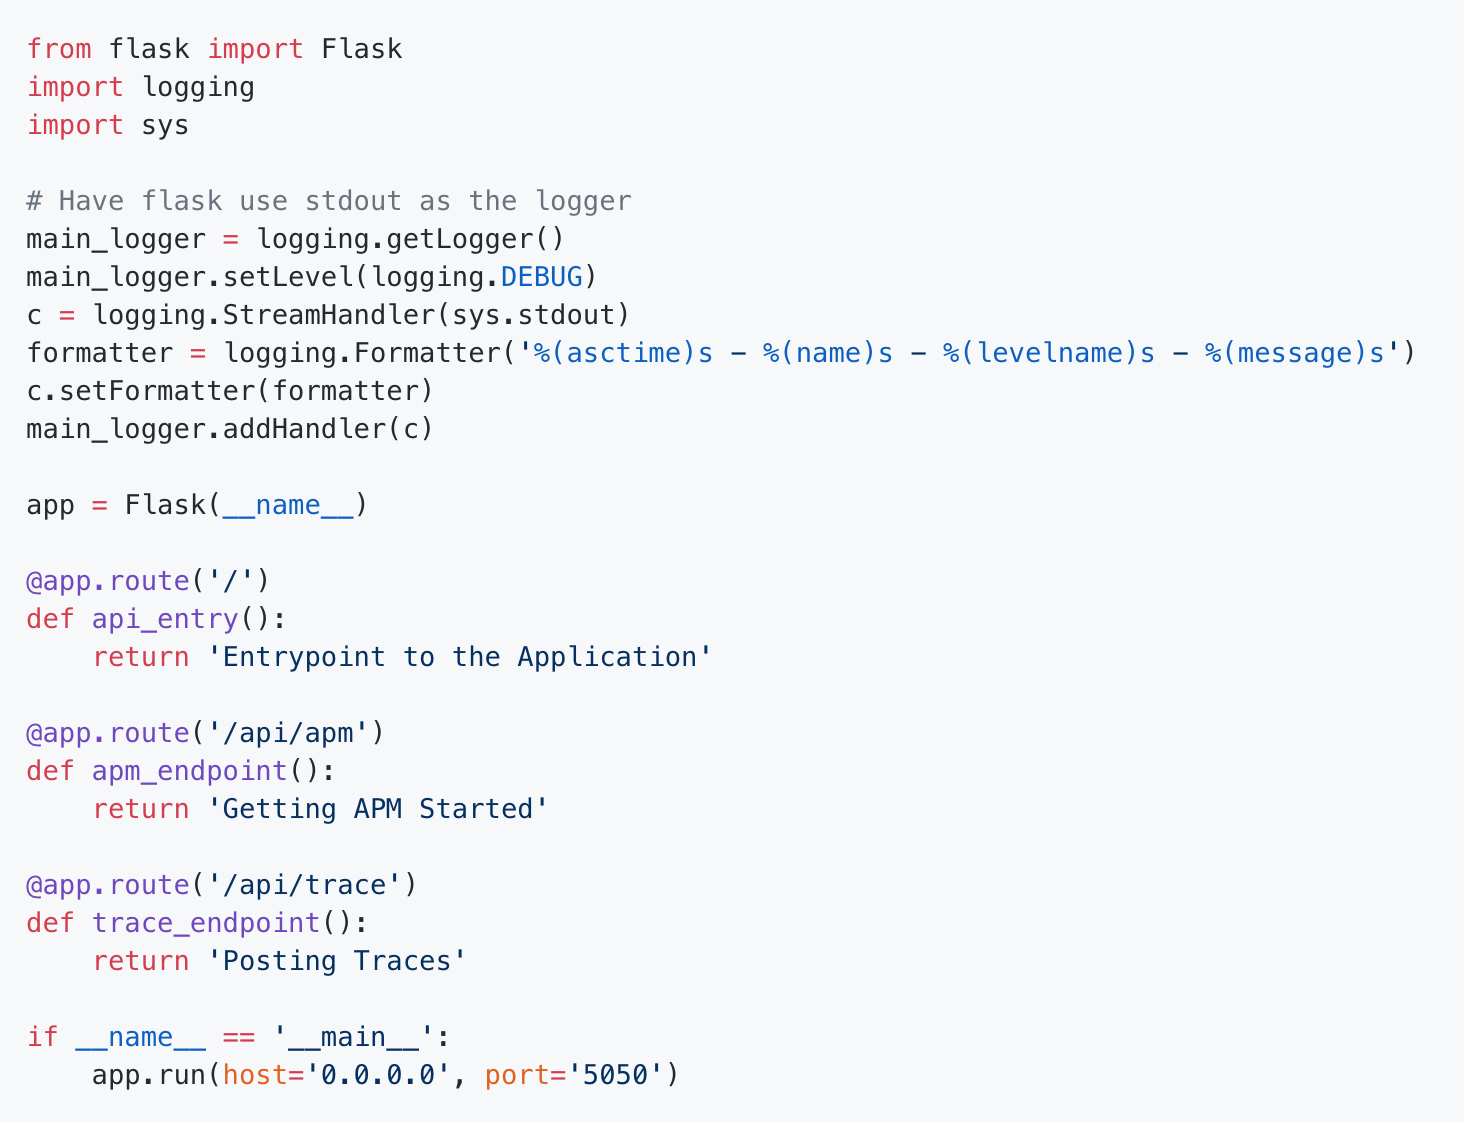 from flask import Flask
import logging
import sys

# Have flask use stdout as the logger
main_logger = logging.getLogger()
main_logger.setLevel(logging.DEBUG)
c = logging.StreamHandler(sys.stdout)
formatter = logging.Formatter('%(asctime)s - %(name)s - %(levelname)s - %(message)s')
c.setFormatter(formatter)
main_logger.addHandler(c)

app = Flask(__name__)

@app.route('/')
def api_entry():
    return 'Entrypoint to the Application'

@app.route('/api/apm')
def apm_endpoint():
    return 'Getting APM Started'

@app.route('/api/trace')
def trace_endpoint():
    return 'Posting Traces'

if __name__ == '__main__':
    app.run(host='0.0.0.0', port='5050')